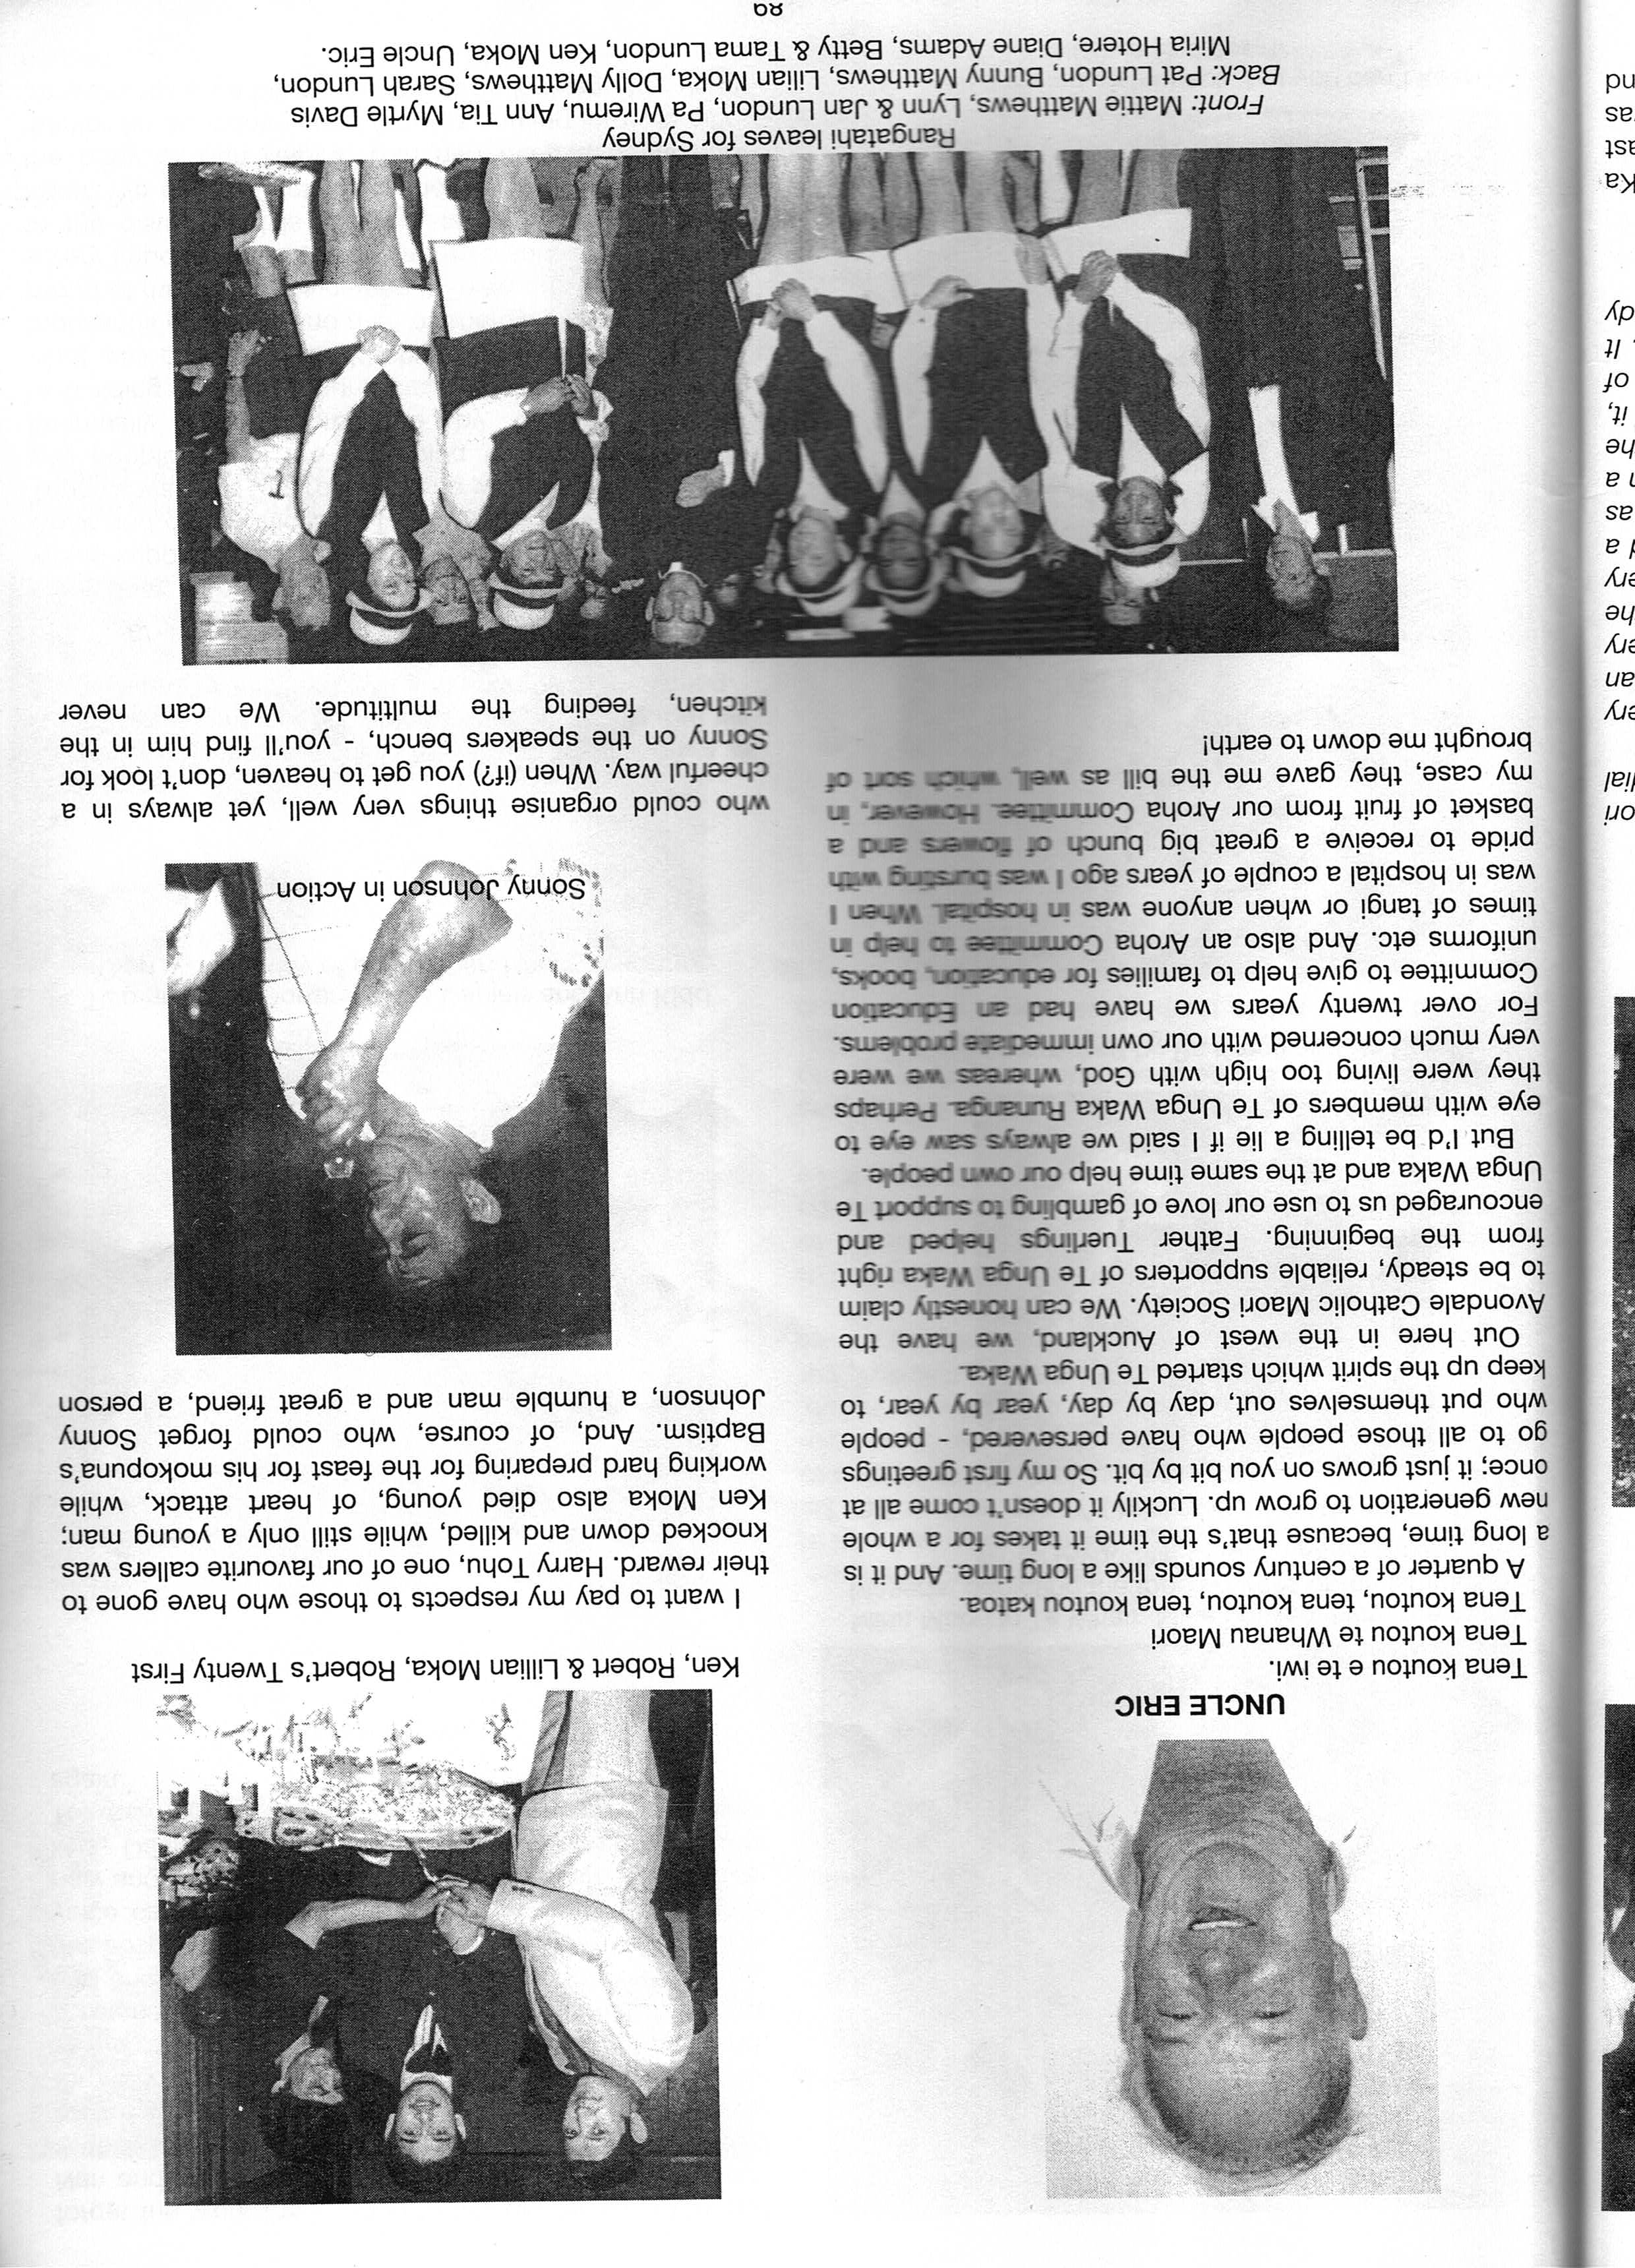 UNCLE ERIC
Tena koutou e te iwi.
Tena koutou te Whanau Maori
Tena koutou, tena koutou, tena koutou katoa.
A quarter of a century sounds like a long time. And it is
a long time, because that's the time it takes for a whole
new generation to grow up. Luckily it doesn't come all at
once; it just grows on you bit by bit. So my first greetings
go to all those people who have persevered, - people
who put themselves out, day by day, year by year, to
keep up the spirit which started Te Unga Waka.
Out here in the west of Auckland, we have the
Avondale Catholic Maori Society. We can honestly claim
to be steady, reliable supporters of Te Unga Waka right
from the beginning. Father Tuerlings helped and
encouraged us to use our love of gambling to support Te
Unga Waka and at the same time help our own people.
But I'd be telling a lie if I said we always saw eye to
eye with members of Te Unga Waka Runanga. Perhaps
they were living too high with God, whereas we were
very much concerned with our own immediate problems.
For over twenty years we have had an Education
Committee to give help to families for education, books,
uniforms etc. And also an Aroha Committee to help in
times of tangi or when anyone was in hospital. When I
was in hospital a couple of years ago I was bursting with
pride to receive a great big bunch of flowers and a
basket of fruit from our Aroha Committee. However, in
my case, they gave me the bill as well, which sort of
brought me down to earth!
Ken, Robert & Lillian Moka, Robert's Twenty First
I want to pay my respects to those who have gone to
their reward. Harry Tohu, one of our favourite callers was
knocked down and killed, while still only a young man;
Ken Moka also died young, of heart attack, while
working hard preparing for the feast for his mokopuna's
Baptism. And, of course, who could forget Sonny
Johnson, a humble man and a great friend, a person
Sonny Johnson in Action
who could organise things very well, yet always in a
cheerful way. When (if?) you get to heaven, don't look for
Sonny on the speakers bench, - you'll find him in the
kitchen, feeding the multitude. We can never
Rangatahi leaves for Sydney
Front: Mattie Matthews, Lynn & Jan Lundon, Pa Wiremu, Ann Tia, Myrtle Davis
Back: Pat Lundon, Bunny Matthews, Lilian Moka, Dolly Matthews, Sarah Lundon,
Miria Hotere, Diane Adams, Betty & Tama Lundon, Ken Moka, Uncle Eric.
89